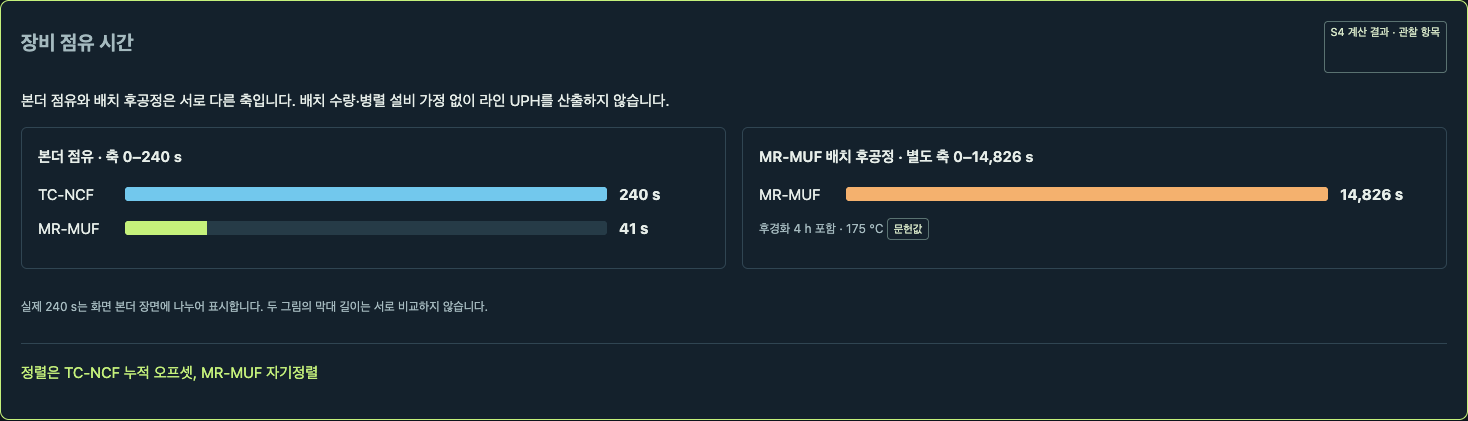 장비 점유 시간
S4 계산 결과 · 관찰 항목
본더 점유와 배치 후공정은 서로 다른 축입니다. 배치 수량·병렬 설비 가정 없이 라인 UPH를 산출하지 않습니다.
본더 점유 · 축 0–240 s
TC-NCF 240 s
MR-MUF 41 s
MR-MUF 배치 후공정 · 별도 축 0–14,826 s
MR-MUF 14,826 s
후경화 4 h 포함 · 175 °C 문헌값
실제 240 s는 화면 본더 장면에 나누어 표시합니다. 두 그림의 막대 길이는 서로 비교하지 않습니다.
정렬은 TC-NCF 누적 오프셋, MR-MUF 자기정렬